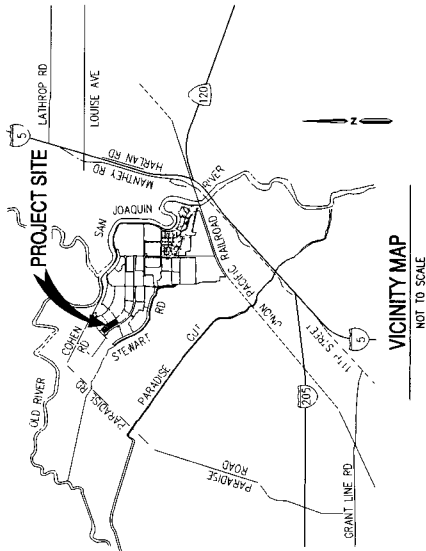 LATHROP RD
LOUISE AVE
5
120
HARLAN RD
MANTHEY RD
PROJECT SITE
SAN
JOAQUIN
RIVER
OLD RIVER
COHEN
RD
STEWART
RD
PARADISE RD
PARADISE
CUT
UNION
PACIFIC
RAILROAD
11th STREET
5
205
PARADISE
ROAD
GRANT LINE RD
N
VICINITY MAP
NOT TO SCALE